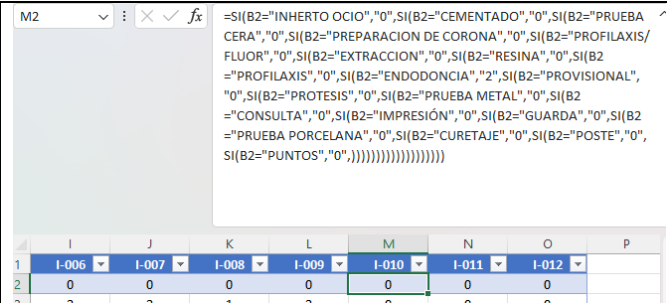 M2
fx
=SI(B2="INHERTO OCIO","0",SI(B2="CEMENTADO","0",SI(B2="PRUEBA
CERA","0",SI(B2="PREPARACION DE CORONA","0",SI(B2="PROFILAXIS/
FLUOR","0",SI(B2="EXTRACCION","0",SI(B2="RESINA","0",SI(B2
="PROFILAXIS","0",SI(B2="ENDODONCIA","2",SI(B2="PROVISIONAL",
"0",SI(B2="PROTESIS","0",SI(B2="PRUEBA METAL","0",SI(B2
="CONSULTA","0",SI(B2="IMPRESIÓN","0",SI(B2="GUARDA","0",SI(B2
="PRUEBA PORCELANA","0",SI(B2="CURETAJE","0",SI(B2="POSTE","0",
SI(B2="PUNTOS","0",)))))))))))))))))))
I J K L M N O P
1 I-006 I-007 I-008 I-009 I-010 I-011 I-012
2 0 0 0 0 0 0 0